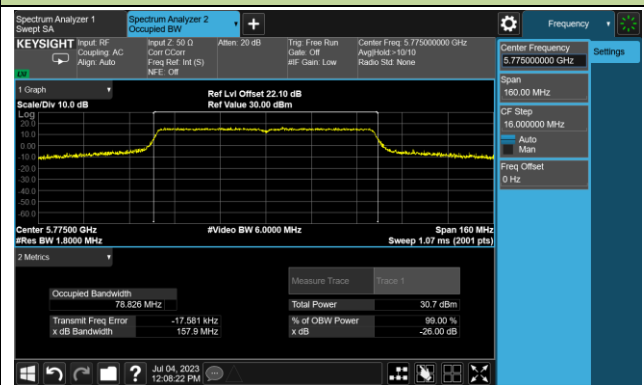 Spectrum Analyzer 1
Swept SA
Spectrum Analyzer 2
Occupied BW
Frequency
KEYSIGHT
Input: RF
Coupling: AC
Align: Auto
Input Z: 50 Ω
Corr CCorr
Freq Ref: Int (S)
NFE: Off
Atten: 20 dB
Trig: Free Run
Gate: Off
#IF Gain: Low
Center Freq: 5.775000000 GHz
Avg|Hold:>10/10
Radio Std: None
Center Frequency
5.775000000 GHz
Settings
Span
160.00 MHz
CF Step
16.000000 MHz
Auto
Man
Freq Offset
0 Hz
1 Graph
Scale/Div 10.0 dB
Ref Lvl Offset 22.10 dB
Ref Value 30.00 dBm
Log
20.0
10.0
0.00
-10.0
-20.0
-30.0
-40.0
-50.0
-60.0
Center 5.77500 GHz
#Res BW 1.8000 MHz
#Video BW 6.0000 MHz
Span 160 MHz
Sweep 1.07 ms (2001 pts)
2 Metrics
Measure Trace
Trace 1
Occupied Bandwidth
78.826 MHz
Total Power
30.7 dBm
Transmit Freq Error
-17.581 kHz
% of OBW Power
99.00 %
x dB Bandwidth
157.9 MHz
x dB
-26.00 dB
Jul 04, 2023
12:08:22 PM